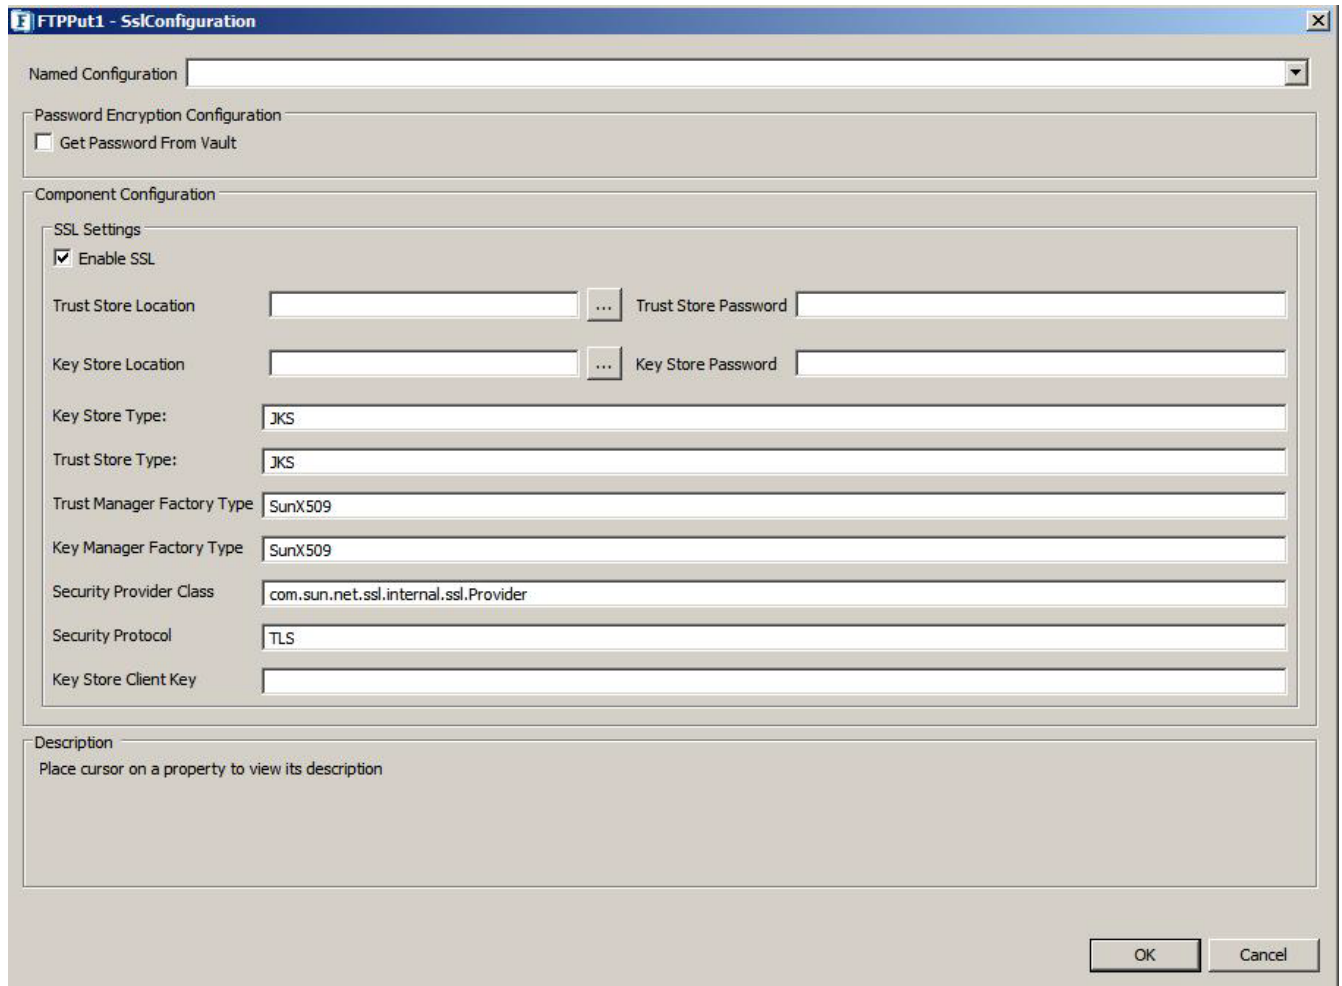 FTPPut1 - SslConfiguration
Named Configuration
Password Encryption Configuration
Get Password From Vault
Component Configuration
SSL Settings
Enable SSL
Trust Store Location ... Trust Store Password
Key Store Location ... Key Store Password
Key Store Type: JKS
Trust Store Type: JKS
Trust Manager Factory Type SunX509
Key Manager Factory Type SunX509
Security Provider Class com.sun.net.ssl.internal.ssl.Provider
Security Protocol TLS
Key Store Client Key
Description
Place cursor on a property to view its description
OK Cancel